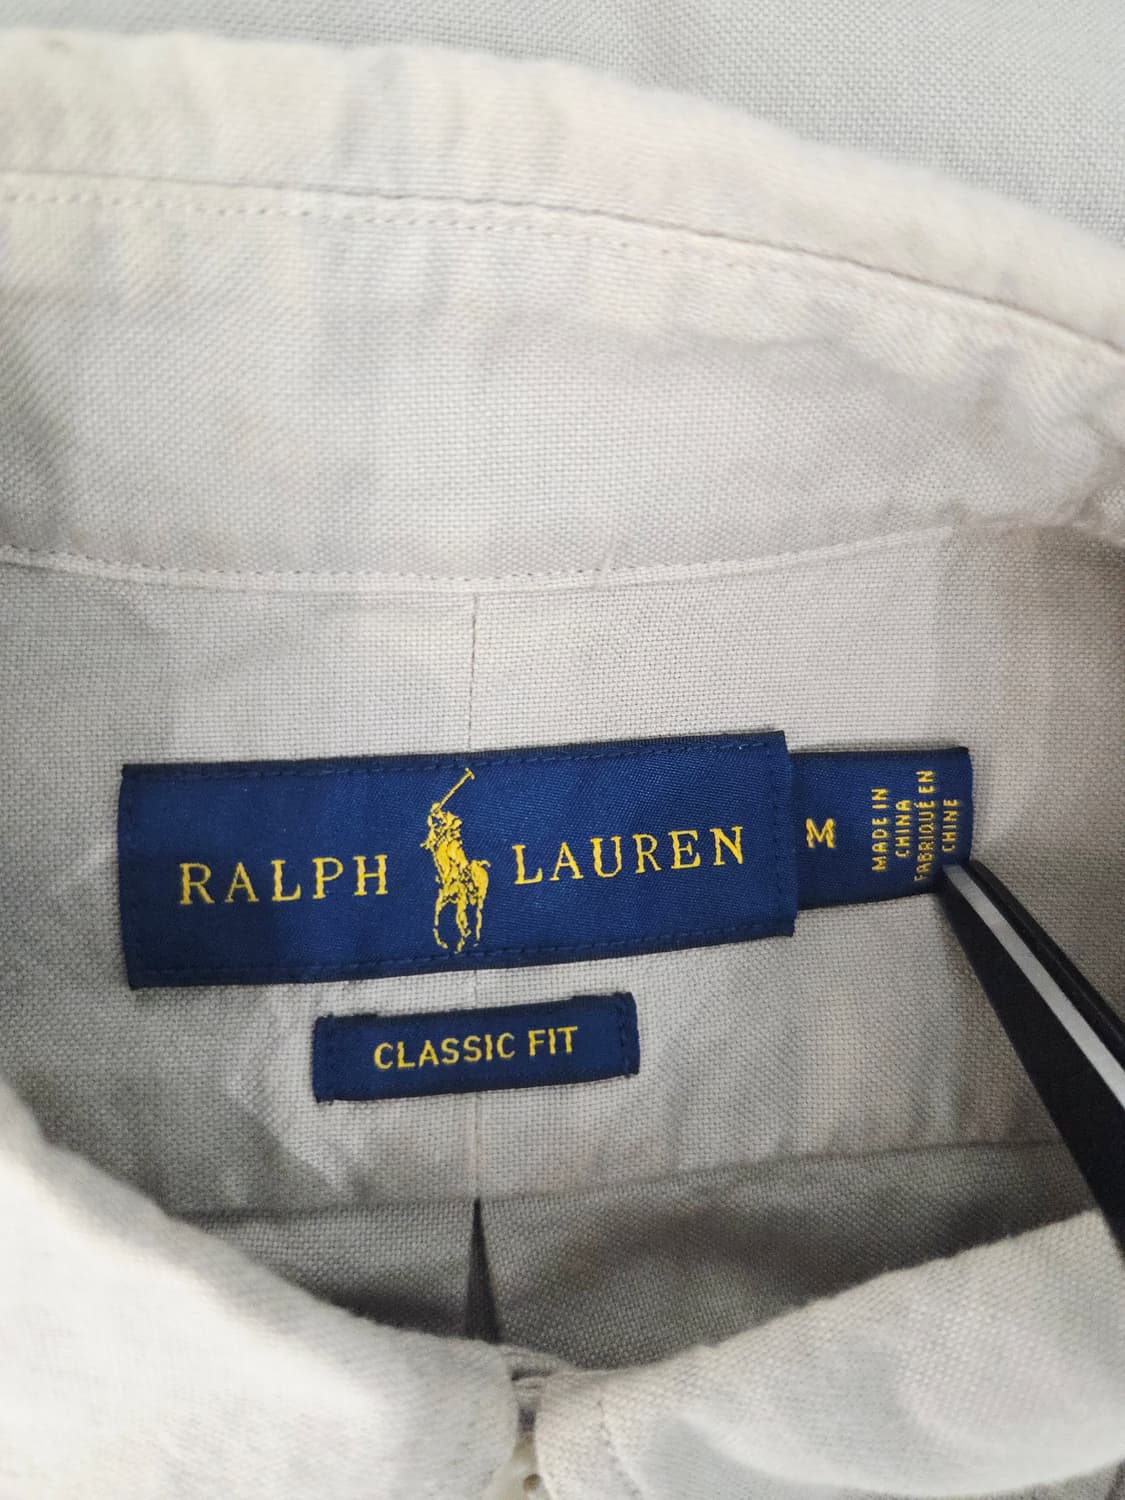 RALPH LAUREN
M
MADE IN
CHINA
FABRIQUÉ EN
CHINE
CLASSIC FIT